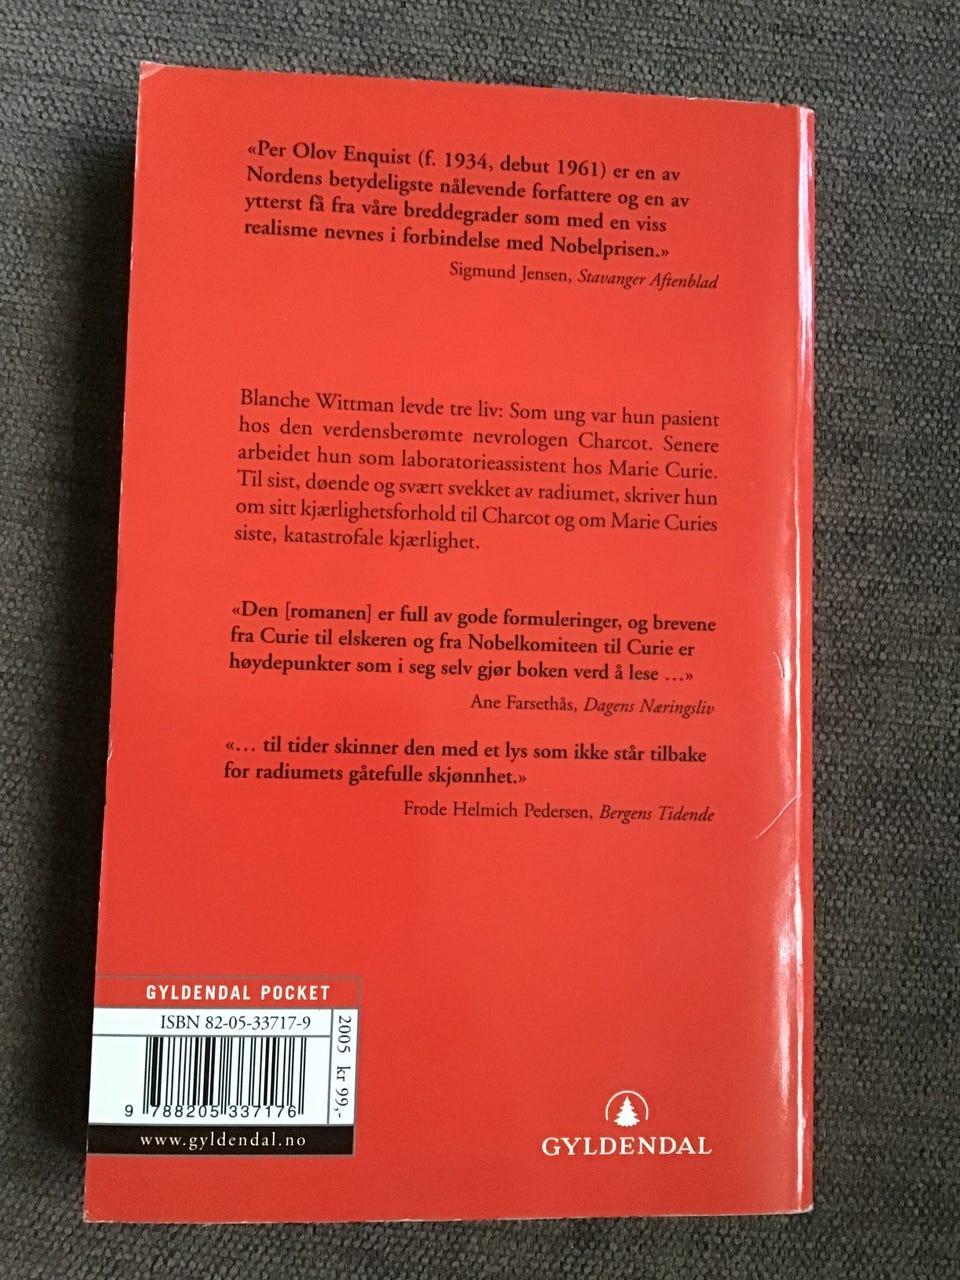 «Per Olov Enquist (f. 1934, debut 1961) er en av
Nordens betydeligste nålevende forfattere og en av
ytterst få fra våre breddegrader som med en viss
realisme nevnes i forbindelse med Nobelprisen.»
Sigmund Jensen, Stavanger Aftenblad
Blanche Wittman levde tre liv: Som ung var hun pasient
hos den verdensberømte nevrologen Charcot. Senere
arbeidet hun som laboratorieassistent hos Marie Curie.
Til sist, døende og svært svekket av radiumet, skriver hun
om sitt kjærlighetsforhold til Charcot og om Marie Curies
siste, katastrofale kjærlighet.
«Den [romanen] er full av gode formuleringer, og brevene
fra Curie til elskeren og fra Nobelkomiteen til Curie er
høydepunkter som i seg selv gjør boken verd å lese …»
Ane Farsethås, Dagens Næringsliv
«… til tider skinner den med et lys som ikke står tilbake
for radiumets gåtefulle skjønnhet.»
Frode Helmich Pedersen, Bergens Tidende
GYLDENDAL POCKET
ISBN 82-05-33717-9
2005 kr 99,-
9 788205 337176
www.gyldendal.no
GYLDENDAL